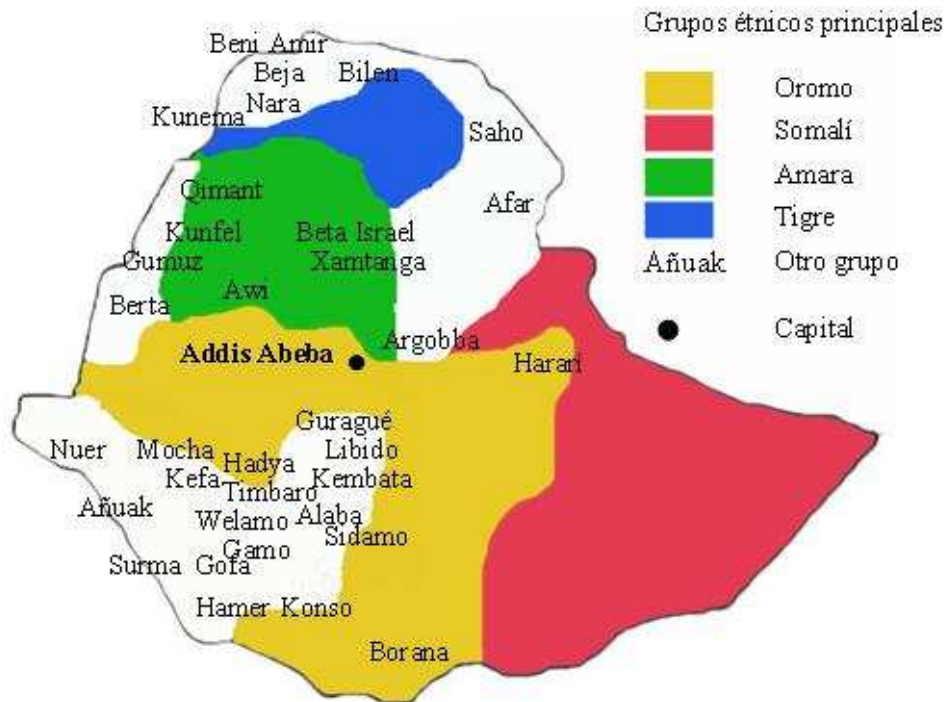 Grupos étnicos principales
Oromo
Somalí
Amara
Tigre
Añuak Otro grupo
Capital
Beni Amir
Beja Bilen
Nara
Kunema
Saho
Qimant
Afar
Kunfel Beta Israel
Gumuz Xamtanga
Awi
Berta
Argobba
Addis Abeba
Harari
Guragué
Nuer Mocha Libido
Hadya
Kefa Kembata
Timbaro
Añuak
Welamo Alaba
Sidamo
Gamo
Surma Gofa
Hamer Konso
Borana